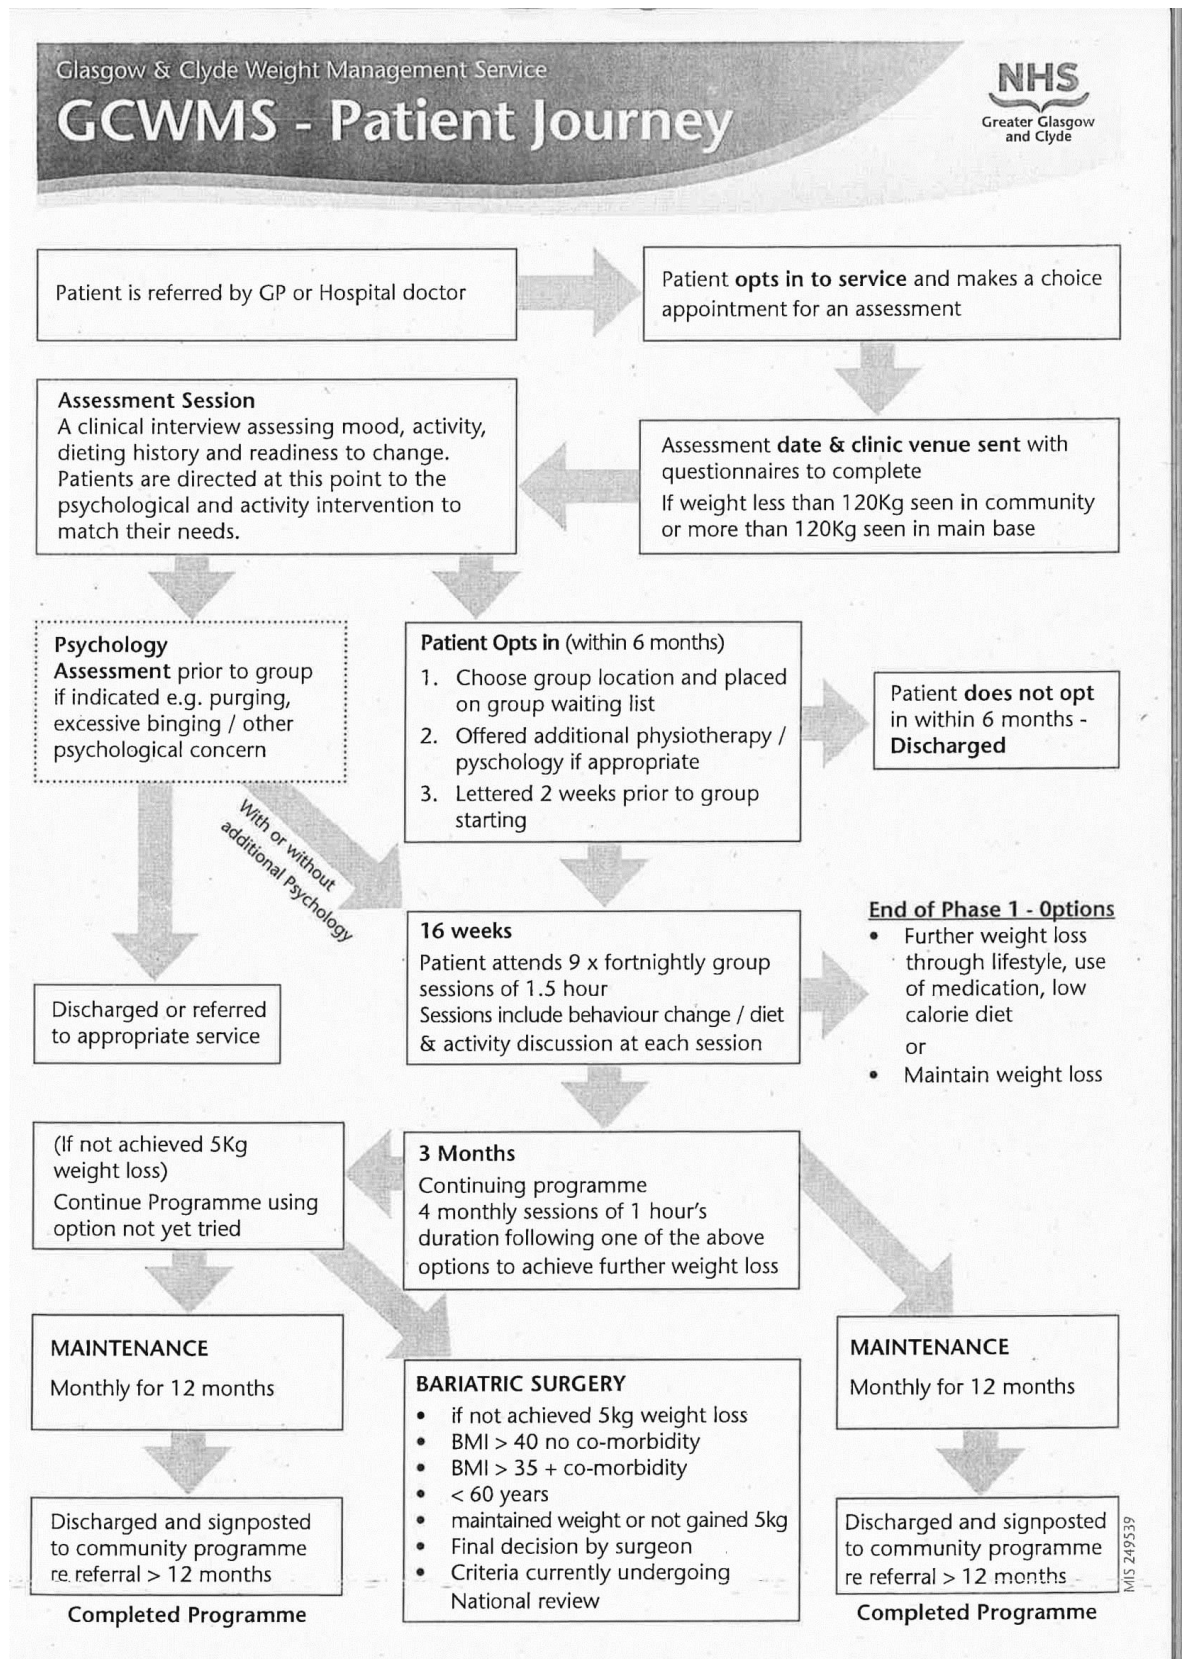 Glasgow & Clyde Weight Management Service
GCWMS - Patient Journey
NHS
Greater Glasgow
and Clyde
Patient is referred by GP or Hospital doctor
Patient opts in to service and makes a choice
appointment for an assessment
Assessment Session
A clinical interview assessing mood, activity,
dieting history and readiness to change.
Patients are directed at this point to the
psychological and activity intervention to
match their needs.
Assessment date & clinic venue sent with
questionnaires to complete
If weight less than 120Kg seen in community
or more than 120Kg seen in main base
Psychology
Assessment prior to group
if indicated e.g. purging,
excessive binging / other
psychological concern
Patient Opts in (within 6 months)
1. Choose group location and placed
on group waiting list
2. Offered additional physiotherapy /
pyschology if appropriate
3. Lettered 2 weeks prior to group
starting
Patient does not opt
in within 6 months -
Discharged
With or without
additional Psychology
Discharged or referred
to appropriate service
16 weeks
Patient attends 9 x fortnightly group
sessions of 1.5 hour
Sessions include behaviour change / diet
& activity discussion at each session
End of Phase 1 - Options
• Further weight loss
through lifestyle, use
of medication, low
calorie diet
or
• Maintain weight loss
(If not achieved 5Kg
weight loss)
Continue Programme using
option not yet tried
3 Months
Continuing programme
4 monthly sessions of 1 hour's
duration following one of the above
options to achieve further weight loss
MAINTENANCE
Monthly for 12 months
BARIATRIC SURGERY
• if not achieved 5kg weight loss
• BMI > 40 no co-morbidity
• BMI > 35 + co-morbidity
• < 60 years
• maintained weight or not gained 5kg
• Final decision by surgeon
• Criteria currently undergoing
National review
MAINTENANCE
Monthly for 12 months
Discharged and signposted
to community programme
re referral > 12 months
Completed Programme
Discharged and signposted
to community programme
re referral > 12 months
Completed Programme
MIS 249539